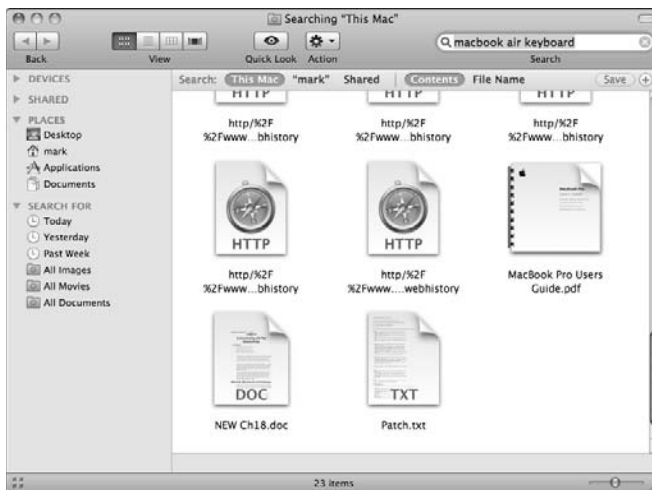 Searching "This Mac"
macbook air keyboard
Back View Quick Look Action Search
Search: This Mac "mark" Shared Contents File Name Save
DEVICES
SHARED
PLACES
Desktop
mark
Applications
Documents
SEARCH FOR
Today
Yesterday
Past Week
All Images
All Movies
All Documents
HTTP HTTP
http/%2F
%2Fwww...bhistory
http/%2F
%2Fwww...bhistory
http/%2F
%2Fwww...bhistory
HTTP
http/%2F
%2Fwww...bhistory
HTTP
http/%2F
%2Fwww....webhistory
MacBook Pro Users
Guide.pdf
DOC
NEW Ch18.doc
TXT
Patch.txt
23 items